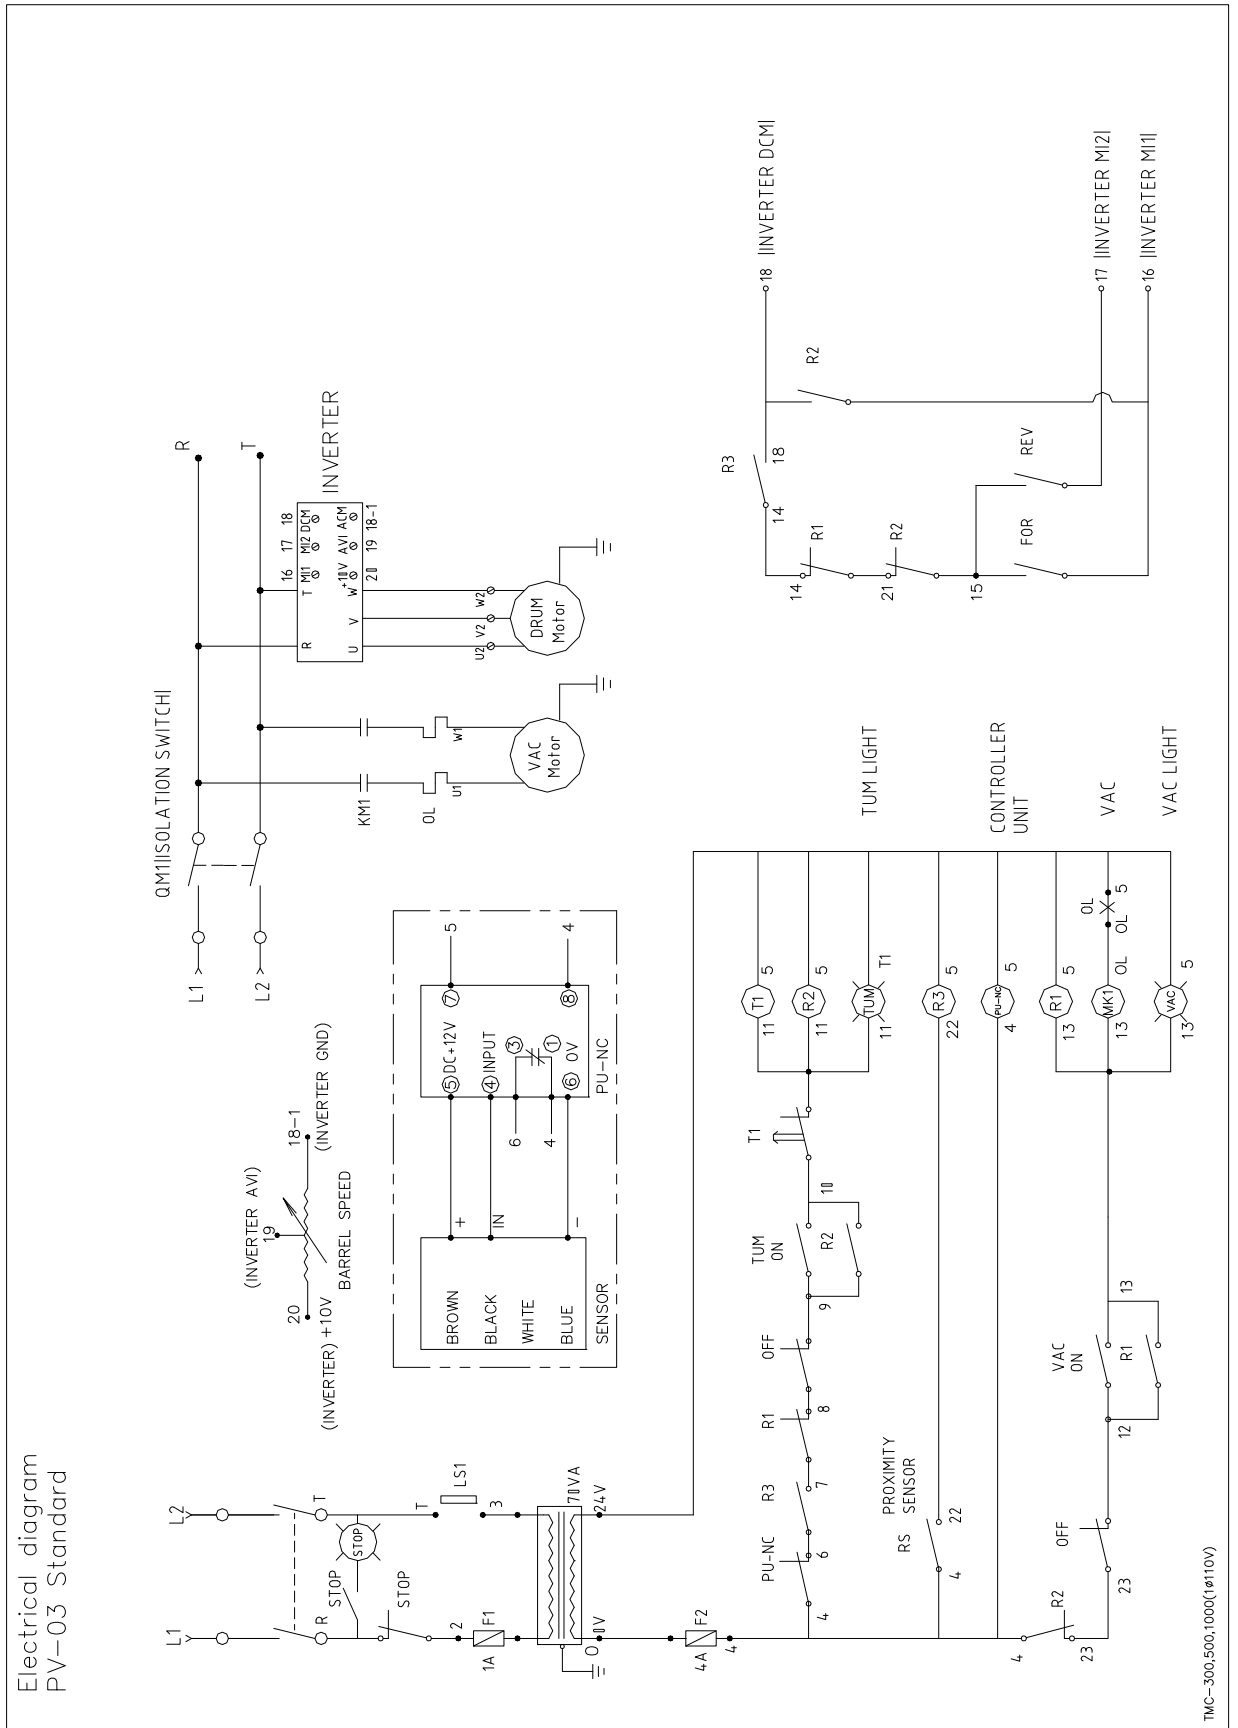 Electrical diagram
PV-03 Standard
L1
L2
R
T
STOP
STOP
STOP
T
LS1
3
2
1A
F1
70VA
0
0V
24V
4A
F2
4
(INVERTER AVI)
19
20
18-1
(INVERTER) +10V
(INVERTER GND)
BARREL SPEED
BROWN
BLACK
WHITE
BLUE
SENSOR
+
IN
-
6
4
5 DC+12V
4 INPUT
3
1
6 0V
7
8
PU-NC
5
4
L1
L2
QM1|ISOLATION SWITCH|
R
T
KM1
OL
U1
W1
VAC
Motor
INVERTER
16 17 18
T MI1 MI2 DCM
R
U V W
+10V AVI ACM
20 19 18-1
U2 V2 W2
DRUM
Motor
PU-NC
4
6
R3
7
R1
8
OFF
9
TUM
ON
R2
10
T1
11
T1
5
11
R2
5
11
TUM
T1
TUM LIGHT
PROXIMITY
SENSOR
RS
4
22
22
R3
5
4
PU-NC
5
CONTROLLER
UNIT
4
R2
23
23
OFF
12
VAC
ON
R1
13
13
R1
5
13
MK1
OL
OL
OL
5
VAC
13
VAC
5
VAC LIGHT
R3
14
18
18 |INVERTER DCM|
14
R1
21
R2
15
R2
FOR
REV
17 |INVERTER MI2|
16 |INVERTER MI1|
TMC-300,500,1000(1ø110V)